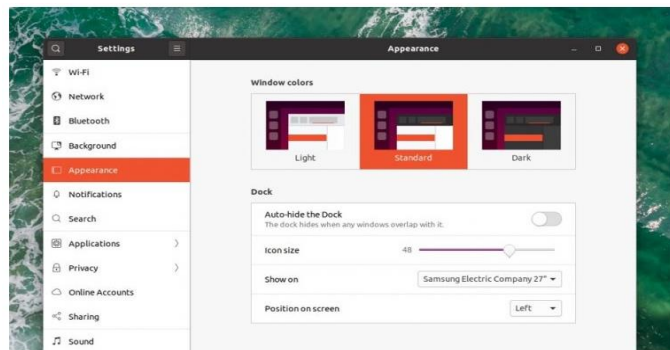 Settings
Appearance
Wi-Fi
Network
Bluetooth
Background
Appearance
Notifications
Search
Applications
Privacy
Online Accounts
Sharing
Sound
Window colors
Light
Standard
Dark
Dock
Auto-hide the Dock
The dock hides when any windows overlap with it.
Icon size
48
Show on
Samsung Electric Company 27"
Position on screen
Left